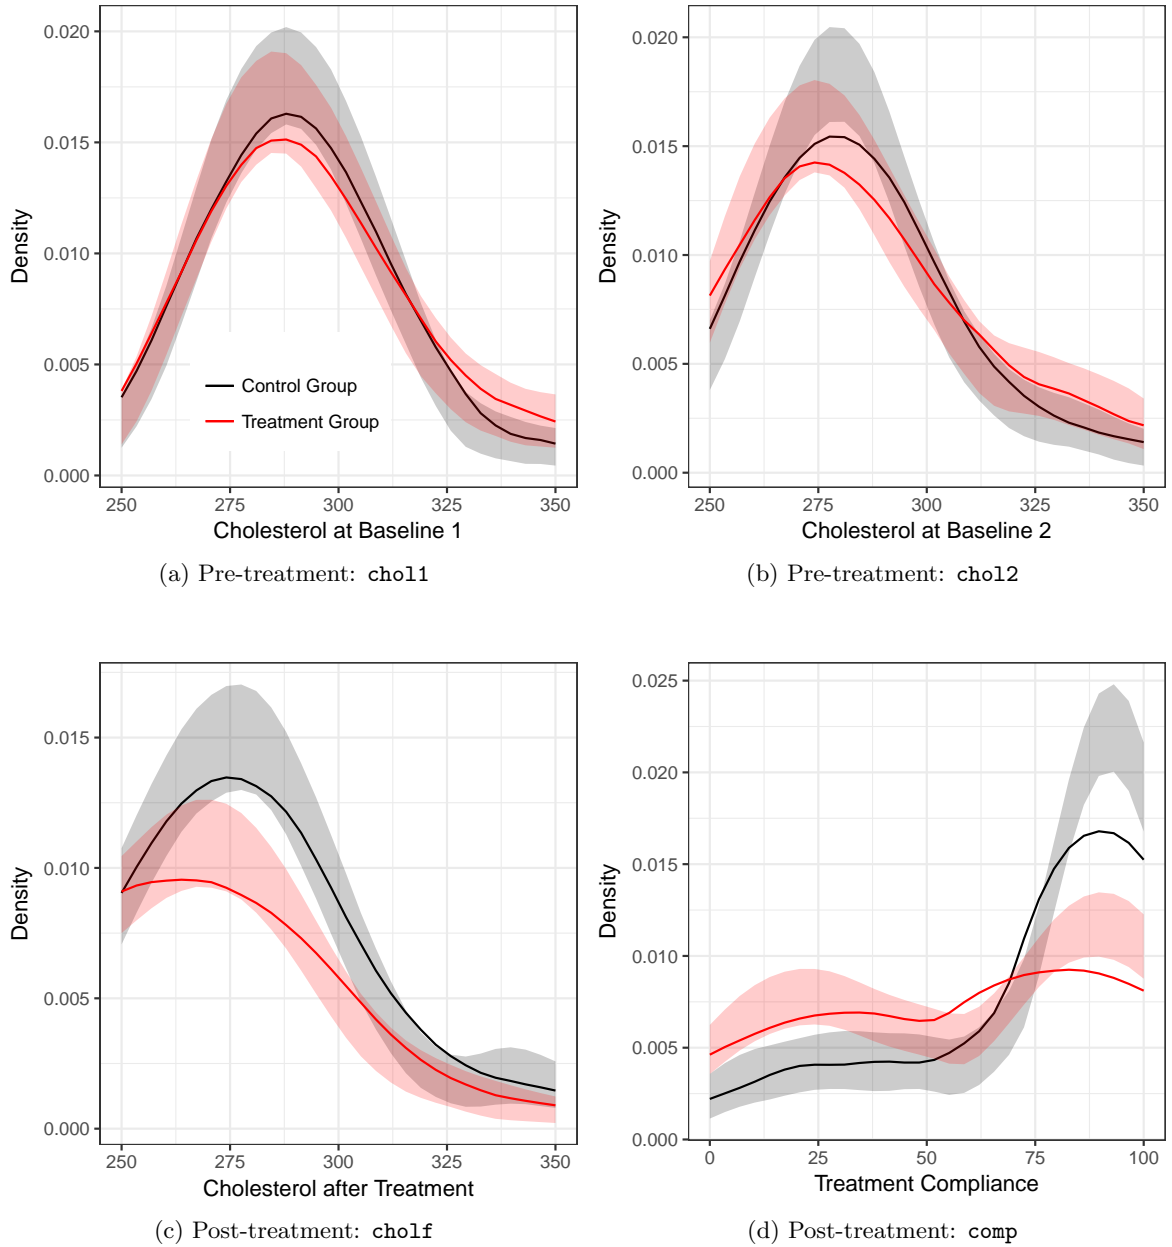 0.020
0.015
0.010
0.005
0.000
Density
Control Group
Treatment Group
250 275 300 325 350
Cholesterol at Baseline 1
(a) Pre-treatment: chol1
0.020
0.015
0.010
0.005
0.000
Density
250 275 300 325 350
Cholesterol at Baseline 2
(b) Pre-treatment: chol2
0.015
0.010
0.005
0.000
Density
250 275 300 325 350
Cholesterol after Treatment
(c) Post-treatment: cholf
0.025
0.020
0.015
0.010
0.005
0.000
Density
0 25 50 75 100
Treatment Compliance
(d) Post-treatment: comp